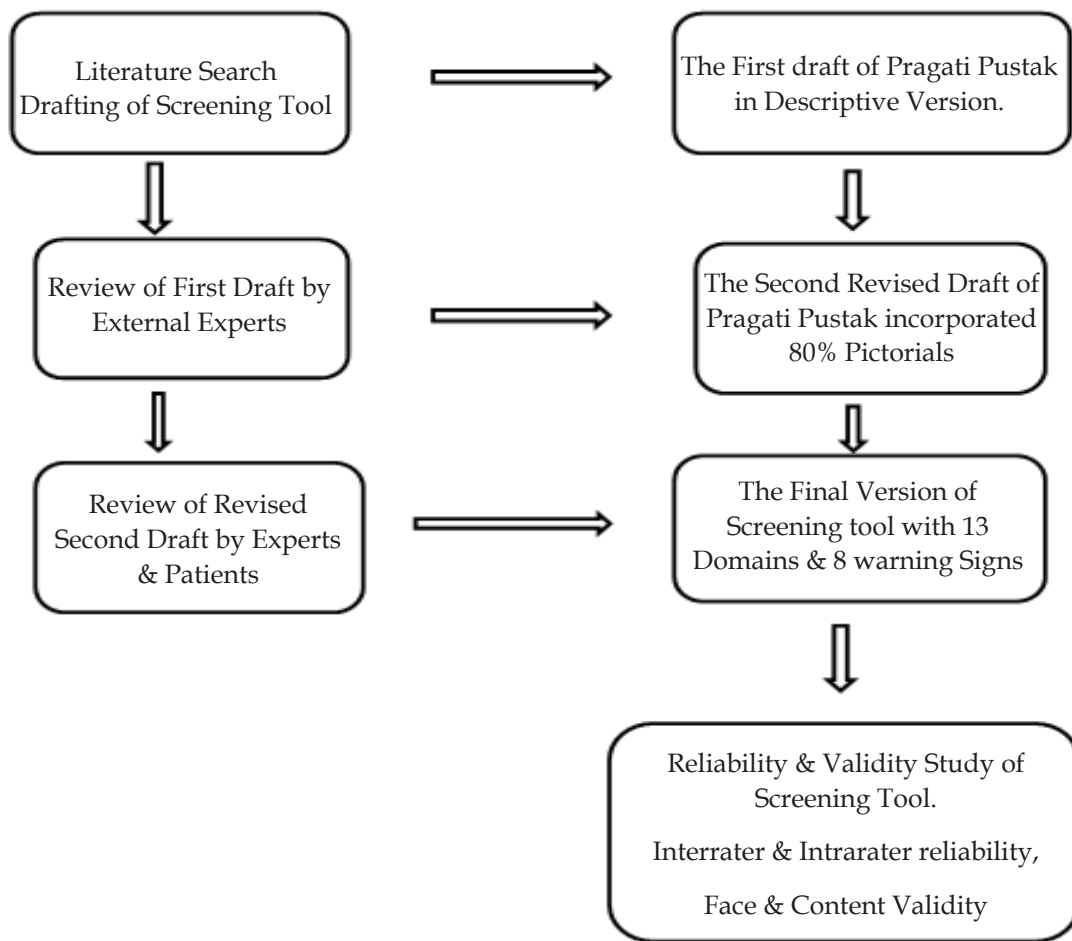 Literature Search
Drafting of Screening Tool
The First draft of Pragati Pustak
in Descriptive Version.
Review of First Draft by
External Experts
The Second Revised Draft of
Pragati Pustak incorporated
80% Pictorials
Review of Revised
Second Draft by Experts
& Patients
The Final Version of
Screening tool with 13
Domains & 8 warning Signs
Reliability & Validity Study of
Screening Tool.
Interrater & Intrarater reliability,
Face & Content Validity